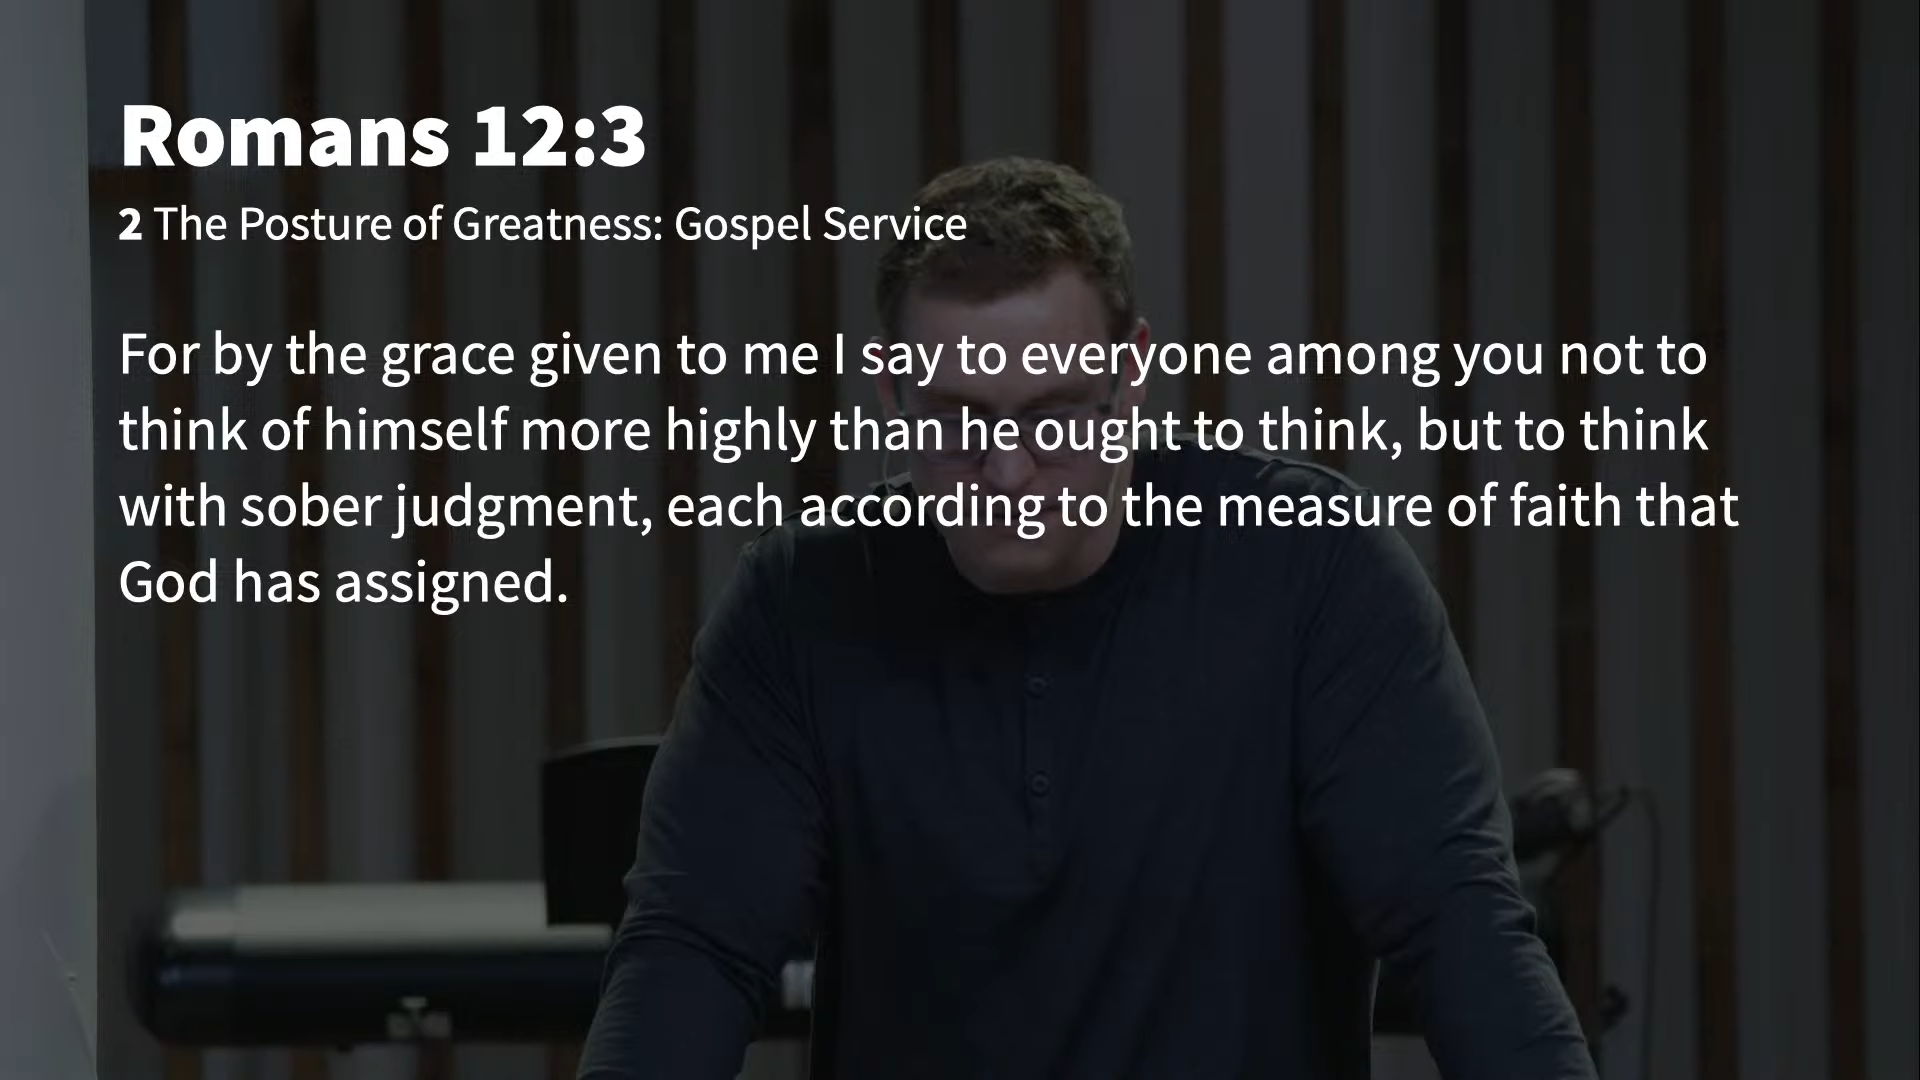 Romans 12:3
2 The Posture of Greatness: Gospel Service
For by the grace given to me I say to everyone among you not to
think of himself more highly than he ought to think, but to think
with sober judgment, each according to the measure of faith that
God has assigned.